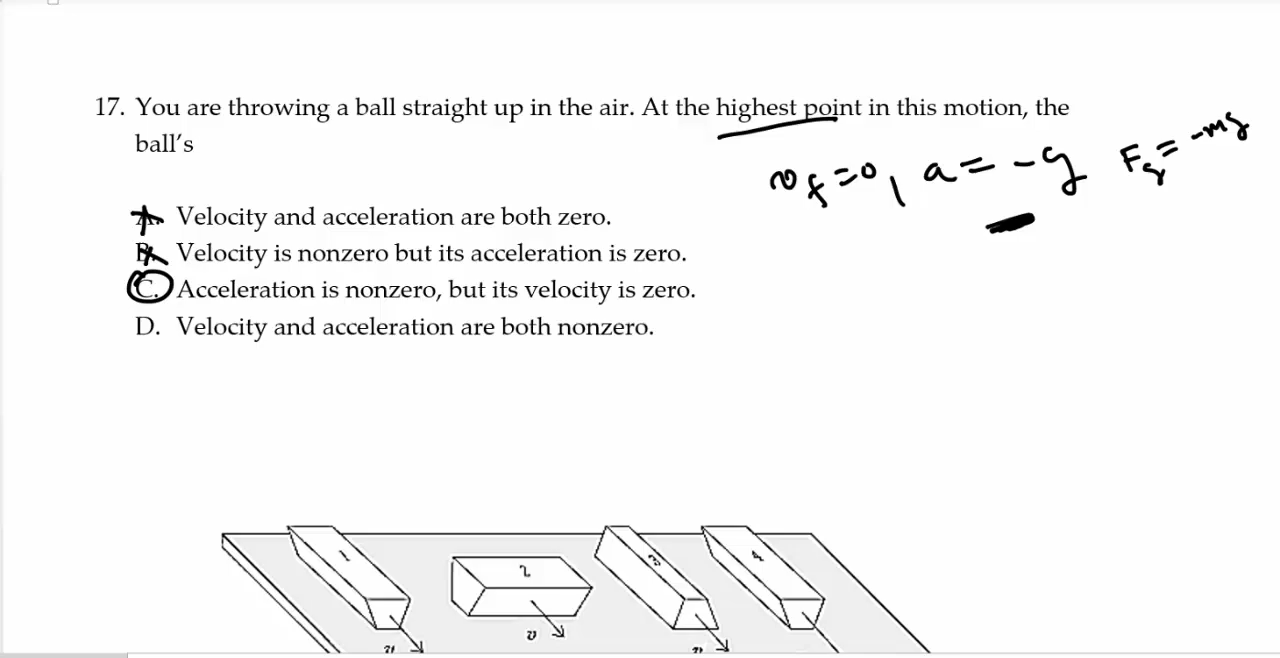 17. You are throwing a ball straight up in the air. At the highest point in this motion, the
ball's
v_f=0, a=-g F_g=-mg
A. Velocity and acceleration are both zero.
B. Velocity is nonzero but its acceleration is zero.
C. Acceleration is nonzero, but its velocity is zero.
D. Velocity and acceleration are both nonzero.
1 2 3 4
v v v